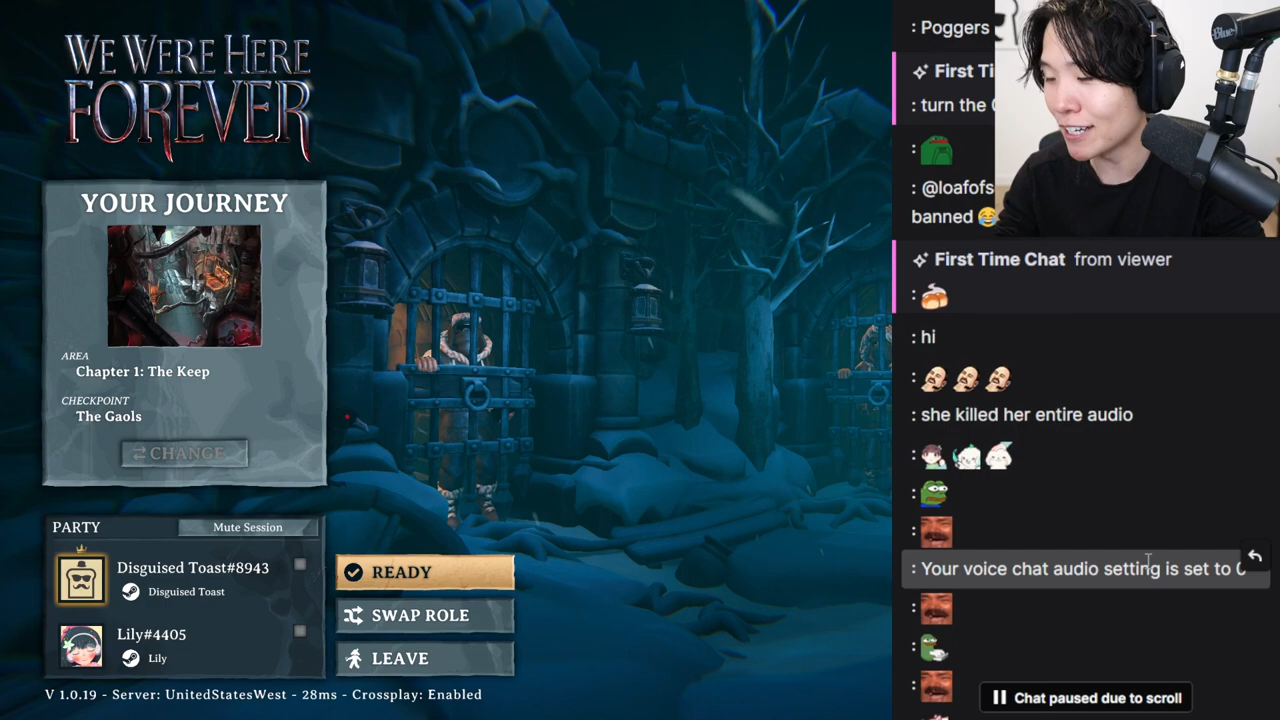 WE WERE HERE
FOREVER
YOUR JOURNEY
AREA
Chapter 1: The Keep
CHECKPOINT
The Gaols
CHANGE
PARTY
Mute Session
Disguised Toast#8943
Disguised Toast
Lily#4405
Lily
READY
SWAP ROLE
LEAVE
V 1.0.19 - Server: UnitedStatesWest - 28ms - Crossplay: Enabled
: Poggers
First Ti
: turn the
:
: @loafofs
banned
First Time Chat from viewer
:
: hi
:
: she killed her entire audio
:
:
:
: Your voice chat audio setting is set to 0
:
:
:
Chat paused due to scroll
Blue